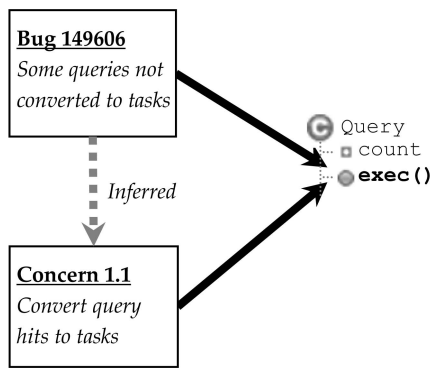 Bug 149606
Some queries not
converted to tasks
C Query
count
exec()
Inferred
Concern 1.1
Convert query
hits to tasks